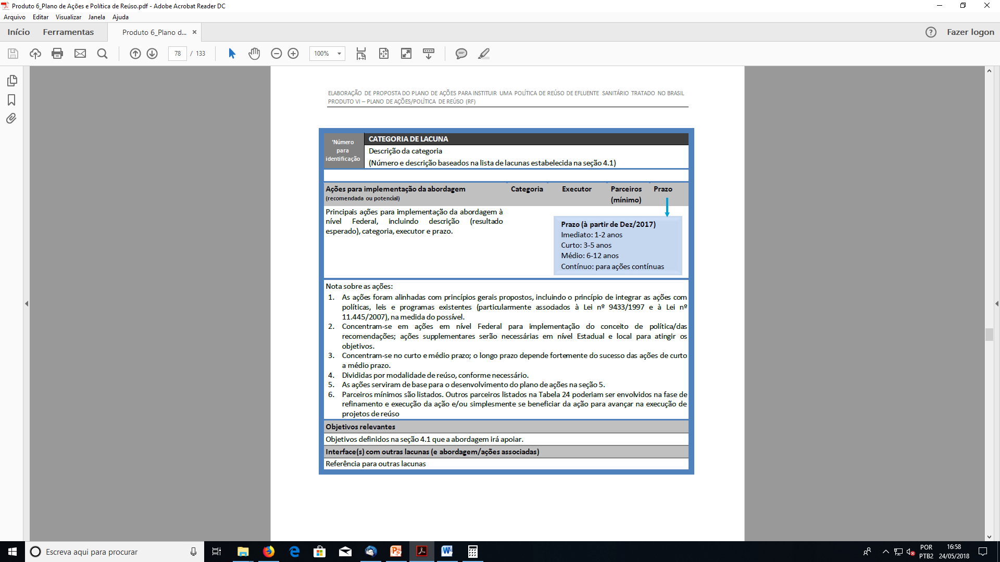 Produto 6_Plano de Ações e Política de Reúso.pdf - Adobe Acrobat Reader DC
Arquivo Editar Visualizar Janela Ajuda
Início Ferramentas Produto 6_Plano d... × ? Fazer logon
78 / 133 100%
ELABORAÇÃO DE PROPOSTA DO PLANO DE AÇÕES PARA INSTITUIR UMA POLÍTICA DE REÚSO DE EFLUENTE SANITÁRIO TRATADO NO BRASIL
PRODUTO VI – PLANO DE AÇÕES/POLÍTICA DE REÚSO (RF)
'Número
para
identificação
CATEGORIA DE LACUNA
Descrição da categoria
(Número e descrição baseados na lista de lacunas estabelecida na seção 4.1)
Ações para implementação da abordagem Categoria Executor Parceiros Prazo
(recomendada ou potencial) (mínimo)
Principais ações para implementação da abordagem à
nível Federal, incluindo descrição (resultado
esperado), categoria, executor e prazo.
Prazo (à partir de Dez/2017)
Imediato: 1-2 anos
Curto: 3-5 anos
Médio: 6-12 anos
Contínuo: para ações contínuas
Nota sobre as ações:
1. As ações foram alinhadas com princípios gerais propostos, incluindo o princípio de integrar as ações com
políticas, leis e programas existentes (particularmente associados à Lei nº 9433/1997 e à Lei nº
11.445/2007), na medida do possível.
2. Concentram-se em ações em nível Federal para implementação do conceito de política/das
recomendações; ações supplementares serão necessárias em nível Estadual e local para atingir os
objetivos.
3. Concentram-se no curto e médio prazo; o longo prazo depende fortemente do sucesso das ações de curto
a médio prazo.
4. Divididas por modalidade de reúso, conforme necessário.
5. As ações serviram de base para o desenvolvimento do plano de ações na seção 5.
6. Parceiros mínimos são listados. Outros parceiros listados na Tabela 24 poderiam ser envolvidos na fase de
refinamento e execução da ação e/ou simplesmente se beneficiar da ação para avançar na execução de
projetos de reúso
Objetivos relevantes
Objetivos definidos na seção 4.1 que a abordagem irá apoiar.
Interface(s) com outras lacunas (e abordagem/ações associadas)
Referência para outras lacunas
Escreva aqui para procurar
POR
PTB2
16:58
24/05/2018